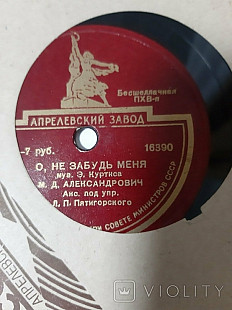 Бесшеллачная
ПХВ-п
АПРЕЛЕВСКИЙ ЗАВОД
-7 руб. 16390
О, НЕ ЗАБУДЬ МЕНЯ
муз. Э. Куртиса
М. Д. АЛЕКСАНДРОВИЧ
Анс. под упр.
Л. П. Пятигорского
ПРИ СОВЕТЕ МИНИСТРОВ СССР
АПРЕЛЕВС
VIOLITY